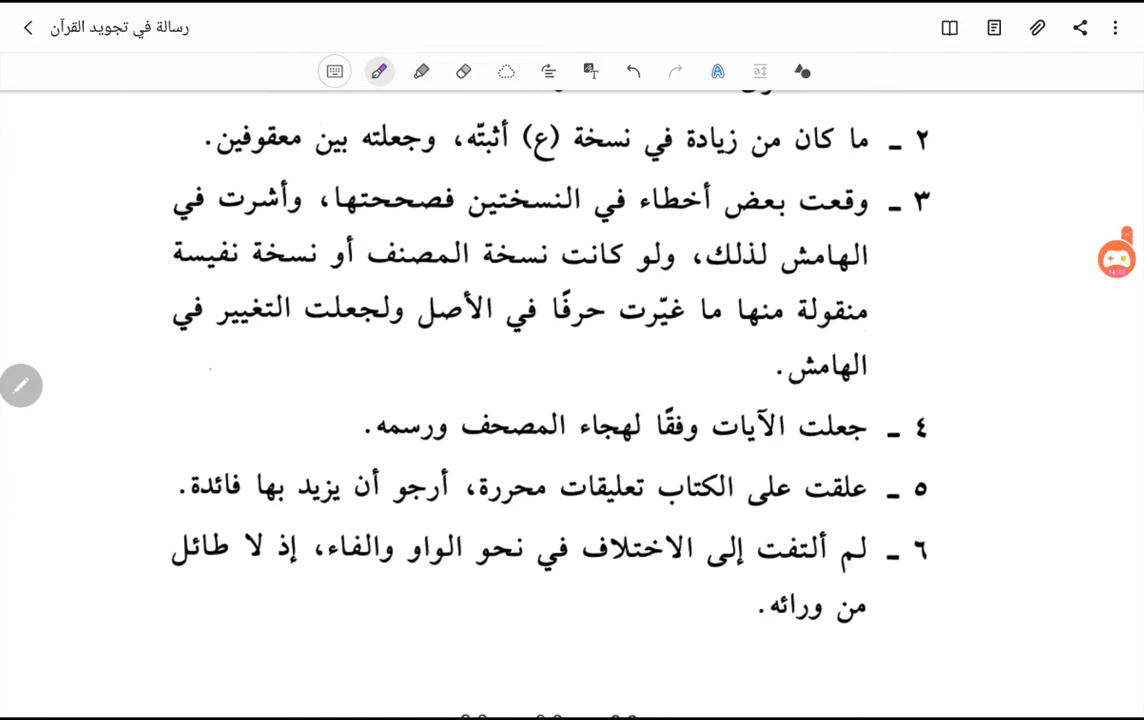 رسالة في تجويد القرآن
٢ ـ ما كان من زيادة في نسخة (ع) أثبتّه، وجعلته بين معقوفين.
٣ ـ وقعت بعض أخطاء في النسختين فصححتها، وأشرت في
الهامش لذلك، ولو كانت نسخة المصنف أو نسخة نفيسة
منقولة منها ما غيّرت حرفًا في الأصل ولجعلت التغيير في
الهامش.
٤ ـ جعلت الآيات وفقًا لهجاء المصحف ورسمه.
٥ ـ علقت على الكتاب تعليقات محررة، أرجو أن يزيد بها فائدة.
٦ ـ لم ألتفت إلى الاختلاف في نحو الواو والفاء، إذ لا طائل
من ورائه.